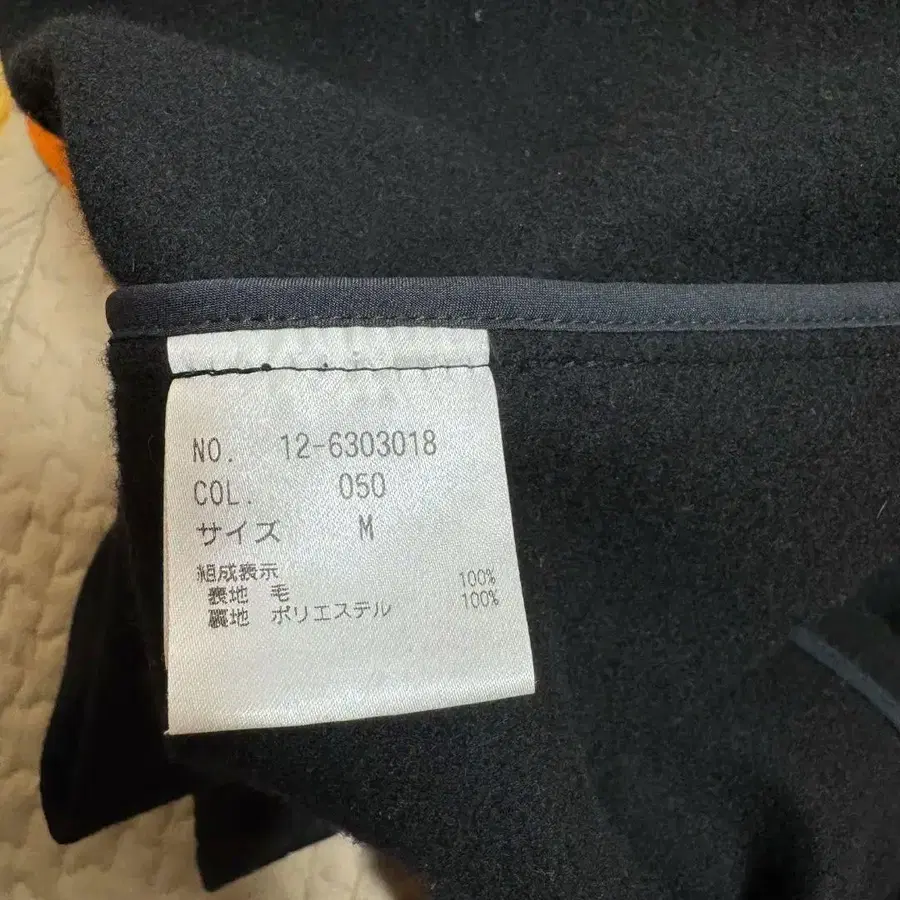 NO. 12-6303018
COL. 050
サイズ M
組成表示
表地 毛 100%
裏地 ポリエステル 100%